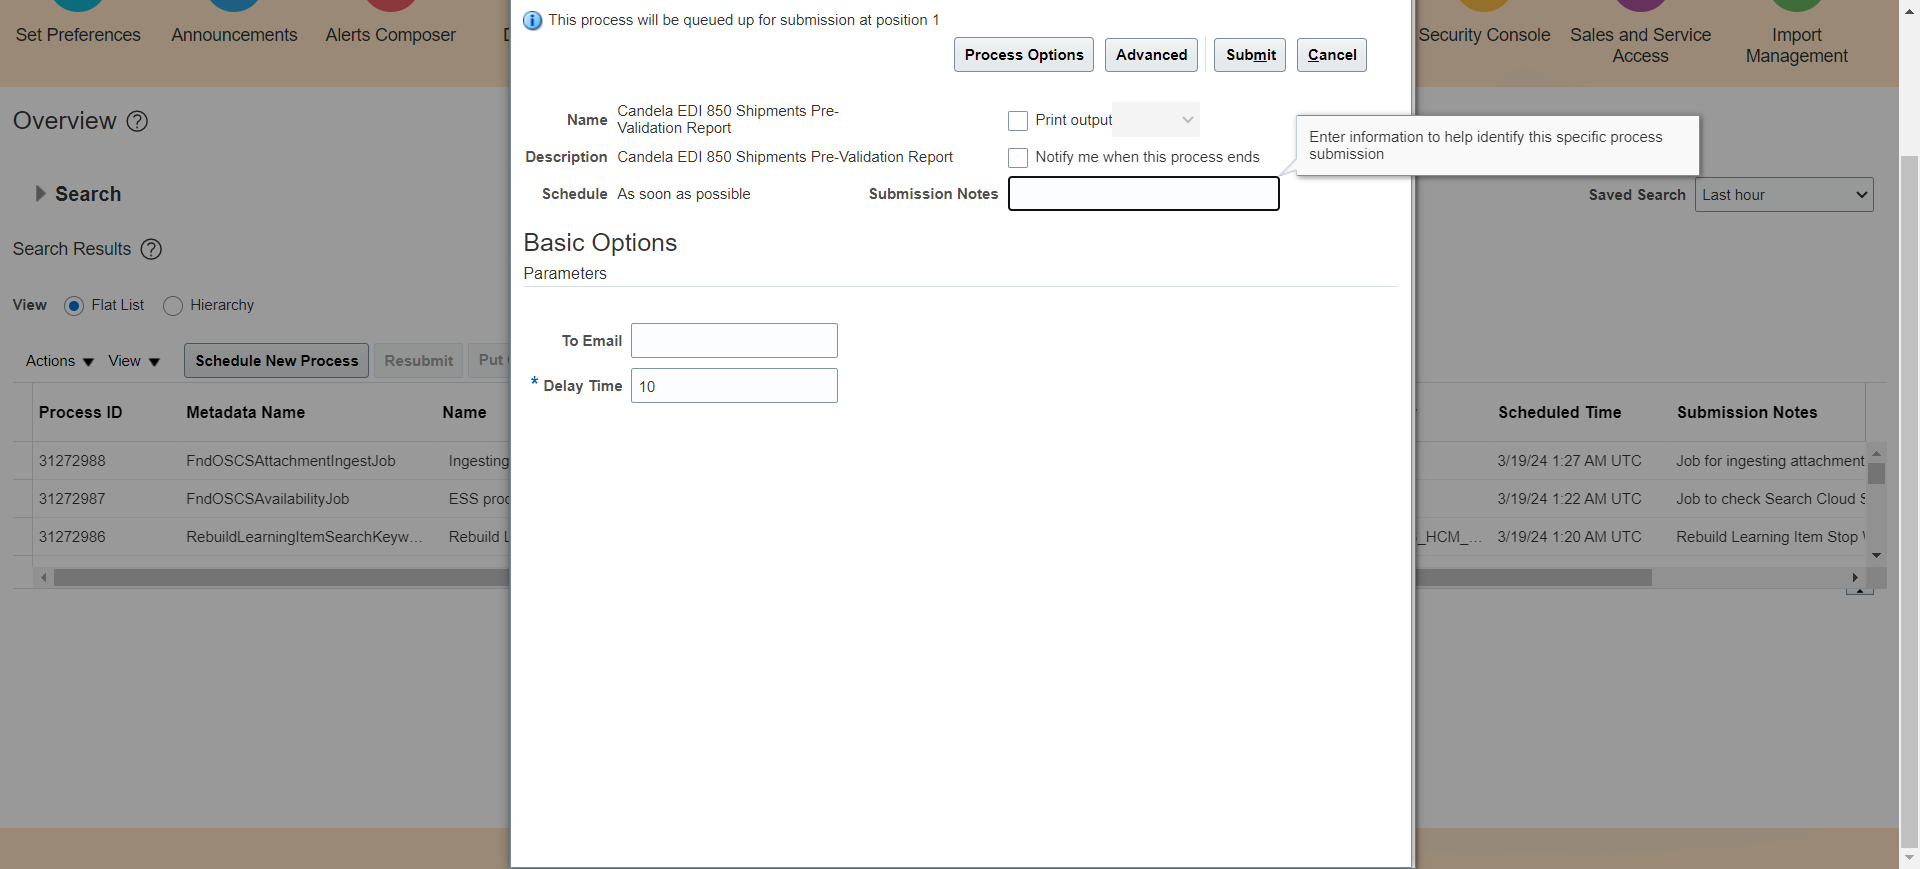 Set Preferences
Announcements
Alerts Composer
Security Console
Sales and Service
Access
Import
Management
This process will be queued up for submission at position 1
Process Options
Advanced
Submit
Cancel
Overview
Name
Candela EDI 850 Shipments Pre-
Validation Report
Print output
Enter information to help identify this specific process
submission
Description
Candela EDI 850 Shipments Pre-Validation Report
Notify me when this process ends
Search
Schedule
As soon as possible
Submission Notes
Saved Search
Last hour
Search Results
Basic Options
Parameters
View
Flat List
Hierarchy
To Email
Actions
View
Schedule New Process
Resubmit
Put
* Delay Time
10
Process ID
Metadata Name
Name
Scheduled Time
Submission Notes
31272988
FndOSCSAttachmentIngestJob
Ingesting
3/19/24 1:27 AM UTC
Job for ingesting attachment
31272987
FndOSCSAvailabilityJob
ESS proc
3/19/24 1:22 AM UTC
Job to check Search Cloud S
31272986
RebuildLearningItemSearchKeyw...
Rebuild L
_HCM_...
3/19/24 1:20 AM UTC
Rebuild Learning Item Stop